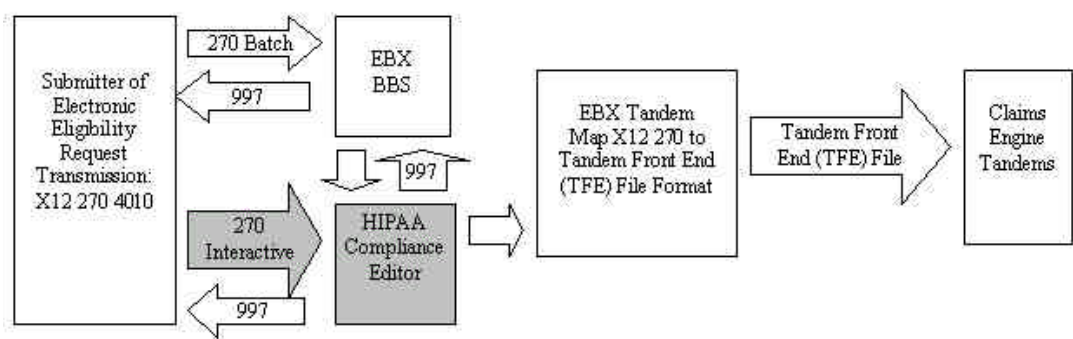 Submitter of
Electronic
Eligibility
Request
Transmission:
X12 270 4010
270 Batch
997
EBX
BBS
997
270
Interactive
HIPAA
Compliance
Editor
997
EBX Tandem
Map X12 270 to
Tandem Front End
(TFE) File Format
Tandem Front
End (TFE) File
Claims
Engine
Tandems